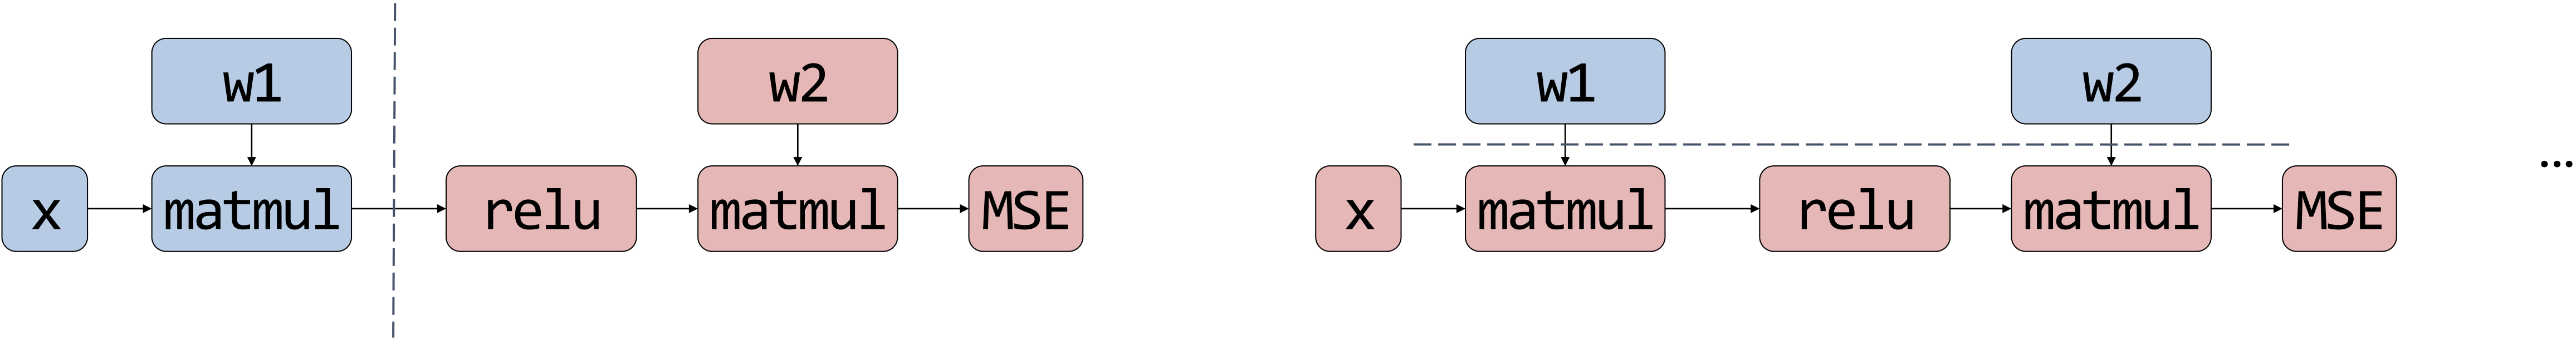 w1
w2
x
matmul
relu
matmul
MSE
w1
w2
x
matmul
relu
matmul
MSE
...